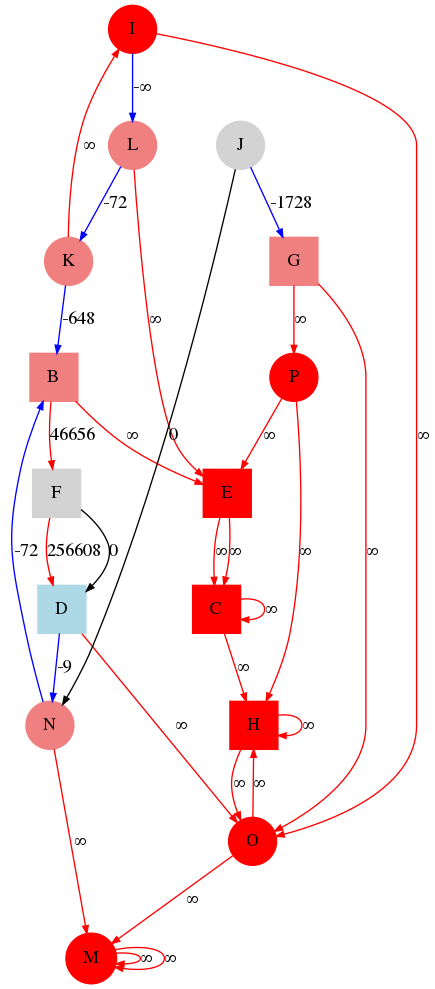 I
-∞
L
J
∞
-72
-1728
K
G
-648
∞
∞
B
P
46656
∞
0
∞
∞
F
E
-72
256608
0
∞
∞
∞
∞
D
C
∞
-9
∞
N
∞
H
∞
∞
∞
∞
O
∞
M
∞
∞